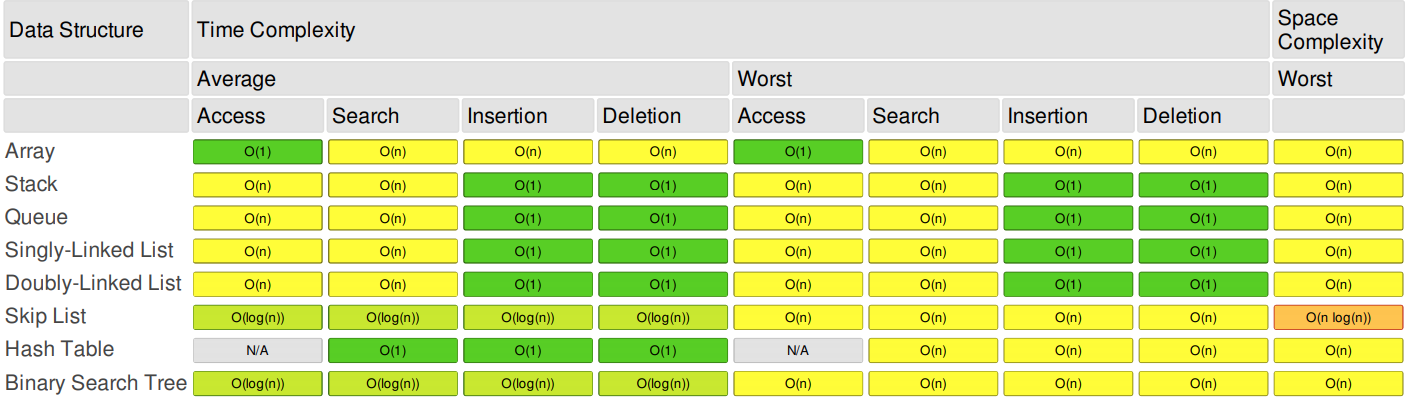 Data Structure Time Complexity Space Complexity
Average Worst Worst
Access Search Insertion Deletion Access Search Insertion Deletion
Array O(1) O(n) O(n) O(n) O(1) O(n) O(n) O(n) O(n)
Stack O(n) O(n) O(1) O(1) O(n) O(n) O(1) O(1) O(n)
Queue O(n) O(n) O(1) O(1) O(n) O(n) O(1) O(1) O(n)
Singly-Linked List O(n) O(n) O(1) O(1) O(n) O(n) O(1) O(1) O(n)
Doubly-Linked List O(n) O(n) O(1) O(1) O(n) O(n) O(1) O(1) O(n)
Skip List O(log(n)) O(log(n)) O(log(n)) O(log(n)) O(n) O(n) O(n) O(n) O(n log(n))
Hash Table N/A O(1) O(1) O(1) N/A O(n) O(n) O(n) O(n)
Binary Search Tree O(log(n)) O(log(n)) O(log(n)) O(log(n)) O(n) O(n) O(n) O(n) O(n)